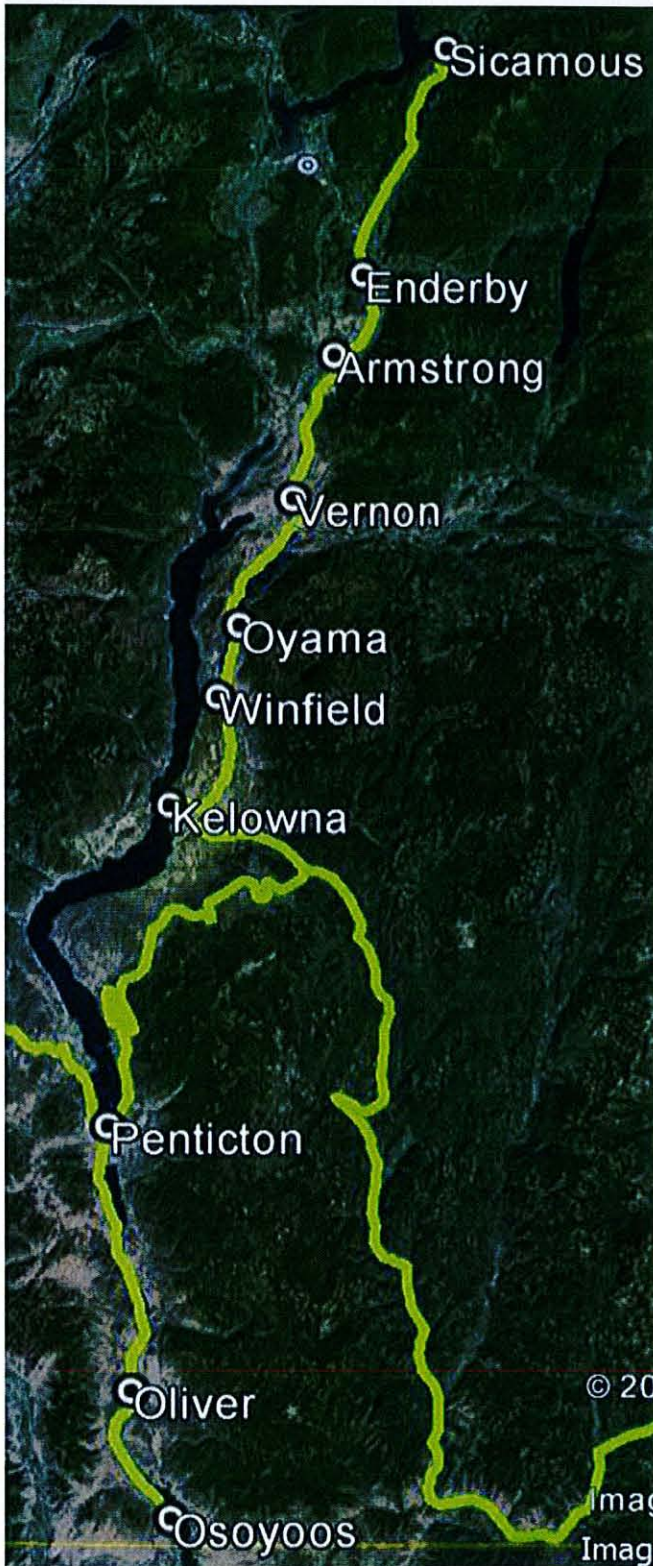 Sicamous
Enderby
Armstrong
Vernon
Oyama
Winfield
Kelowna
Penticton
Oliver
© 20
Osoyoos
Imag
Imag